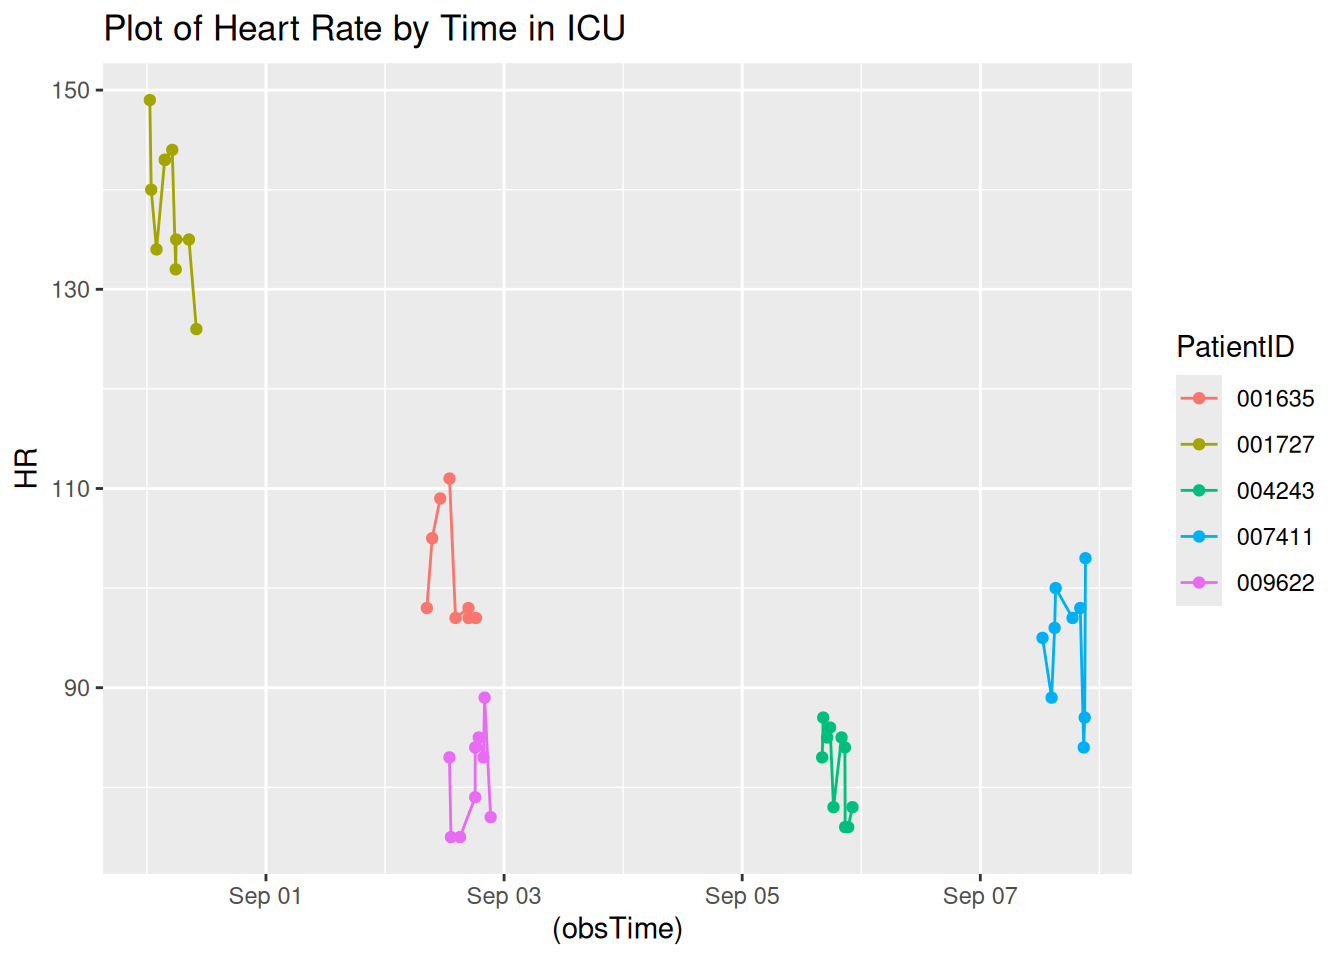 Plot of Heart Rate by Time in ICU
150
130
110
90
HR
Sep 01
Sep 03
Sep 05
Sep 07
(obsTime)
PatientID
001635
001727
004243
007411
009622